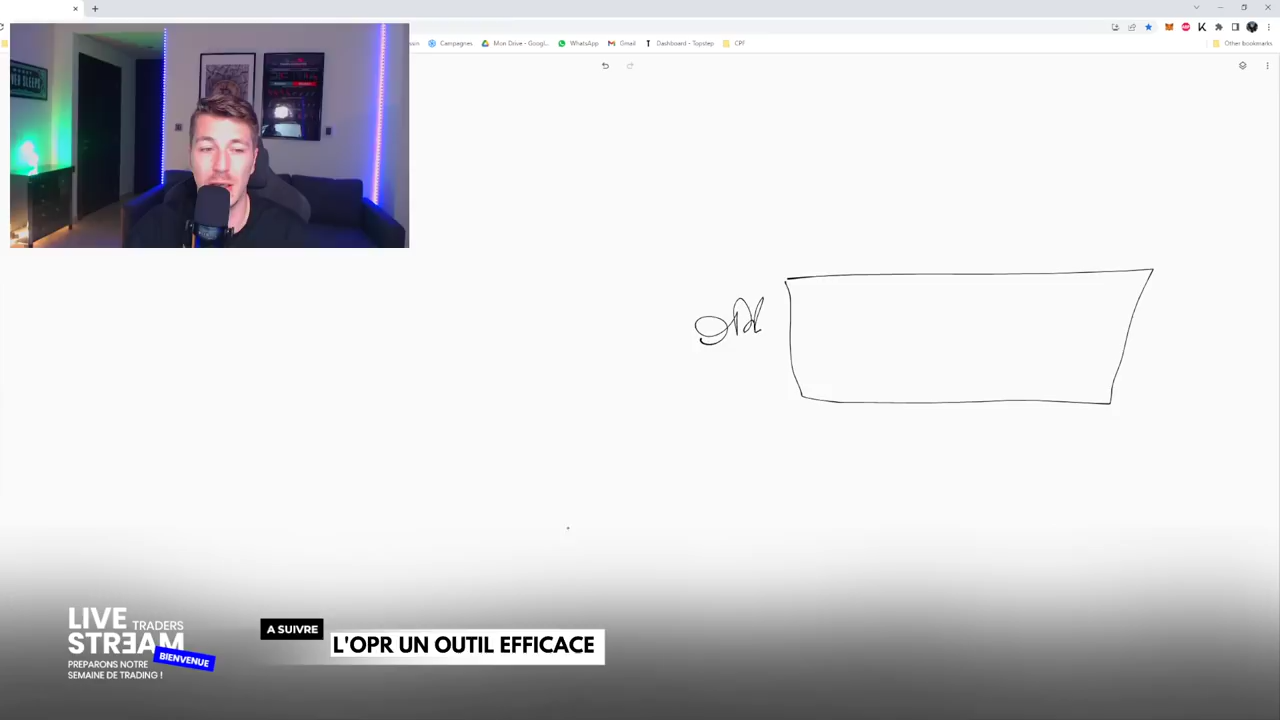 Campagnes
Mon Drive - Googl...
WhatsApp
Gmail
Dashboard - Topstep
CPF
Other bookmarks
LIVE TRADERS
STRƎAM
BIENVENUE
PREPARONS NOTRE
SEMAINE DE TRADING !
A SUIVRE
L'OPR UN OUTIL EFFICACE